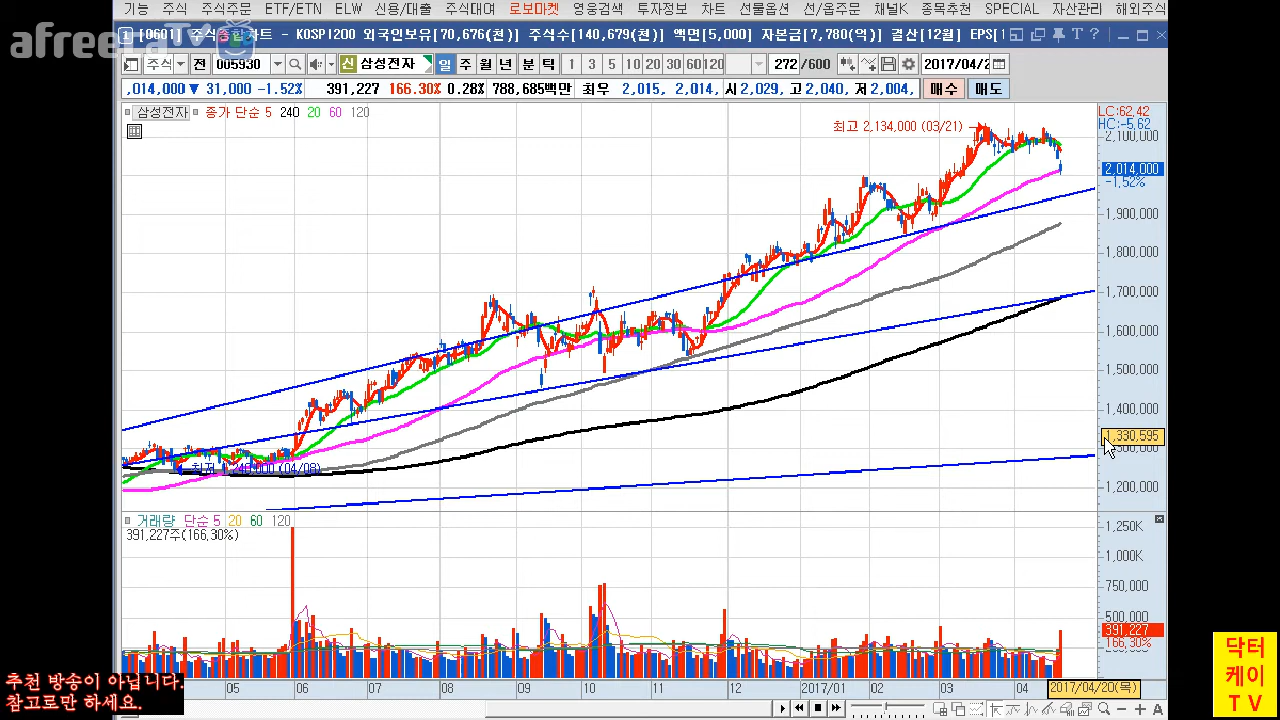 기능 주식 주식주문 ETF/ETN ELW 신용/대출 주식대여 로보마켓 영웅검색 투자정보 차트 선물옵션 선/옵주문 채널K 종목추천 SPECIAL 자산관리 해외주식
afreecaTV
1 [0601] 주식종합차트 - KOSPI200 외국인보유[70,676(천)] 주식수[140,679(천)] 액면[5,000] 자본금[7,780(억)] 결산[12월] EPS[1
주식 전 005930 신 삼성전자 일 주 월 년 분 틱 1 3 5 10 20 30 60 120 272 /600 2017/04/2
,014,000 ▼ 31,000 -1.52% 391,227 166.30% 0.28% 788,685백만 최우 2,015, 2,014, 시 2,029, 고 2,040, 저 2,004, 매수 매도
삼성전자 종가 단순 5 240 20 60 120
LC:62,42
HC:-5,62
최고 2,134,000 (03/21)
2,100,000
2,014,000
-1,52%
1,900,000
1,800,000
1,700,000
1,600,000
1,500,000
1,400,000
1,330,595
최저 (04/08)
1,200,000
거래량 단순 5 20 60 120
391,227주(166,30%)
1,250K
1,000K
750,000
500,000
391,227
166,30%
05 06 07 08 09 10 11 12 2017/01 02 03 04 2017/04/20(목)
추천 방송이 아닙니다.
참고로만 하세요.
닥터
케이
T V